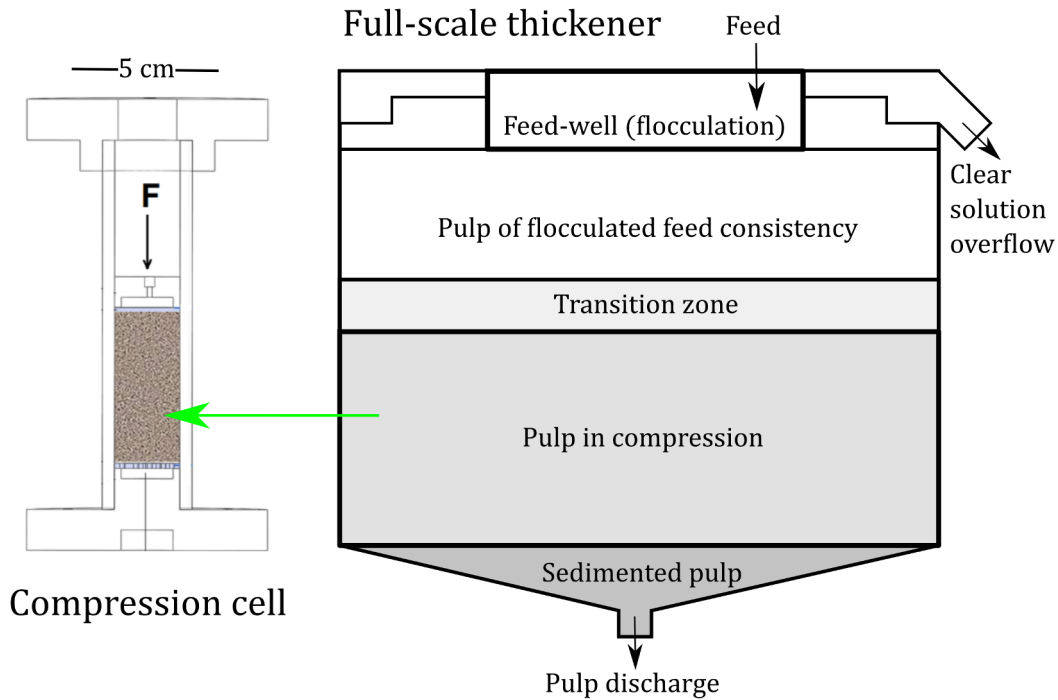 Full-scale thickener
Feed
5 cm
Feed-well (flocculation)
Clear
solution
overflow
F
Pulp of flocculated feed consistency
Transition zone
Pulp in compression
Sedimented pulp
Compression cell
Pulp discharge